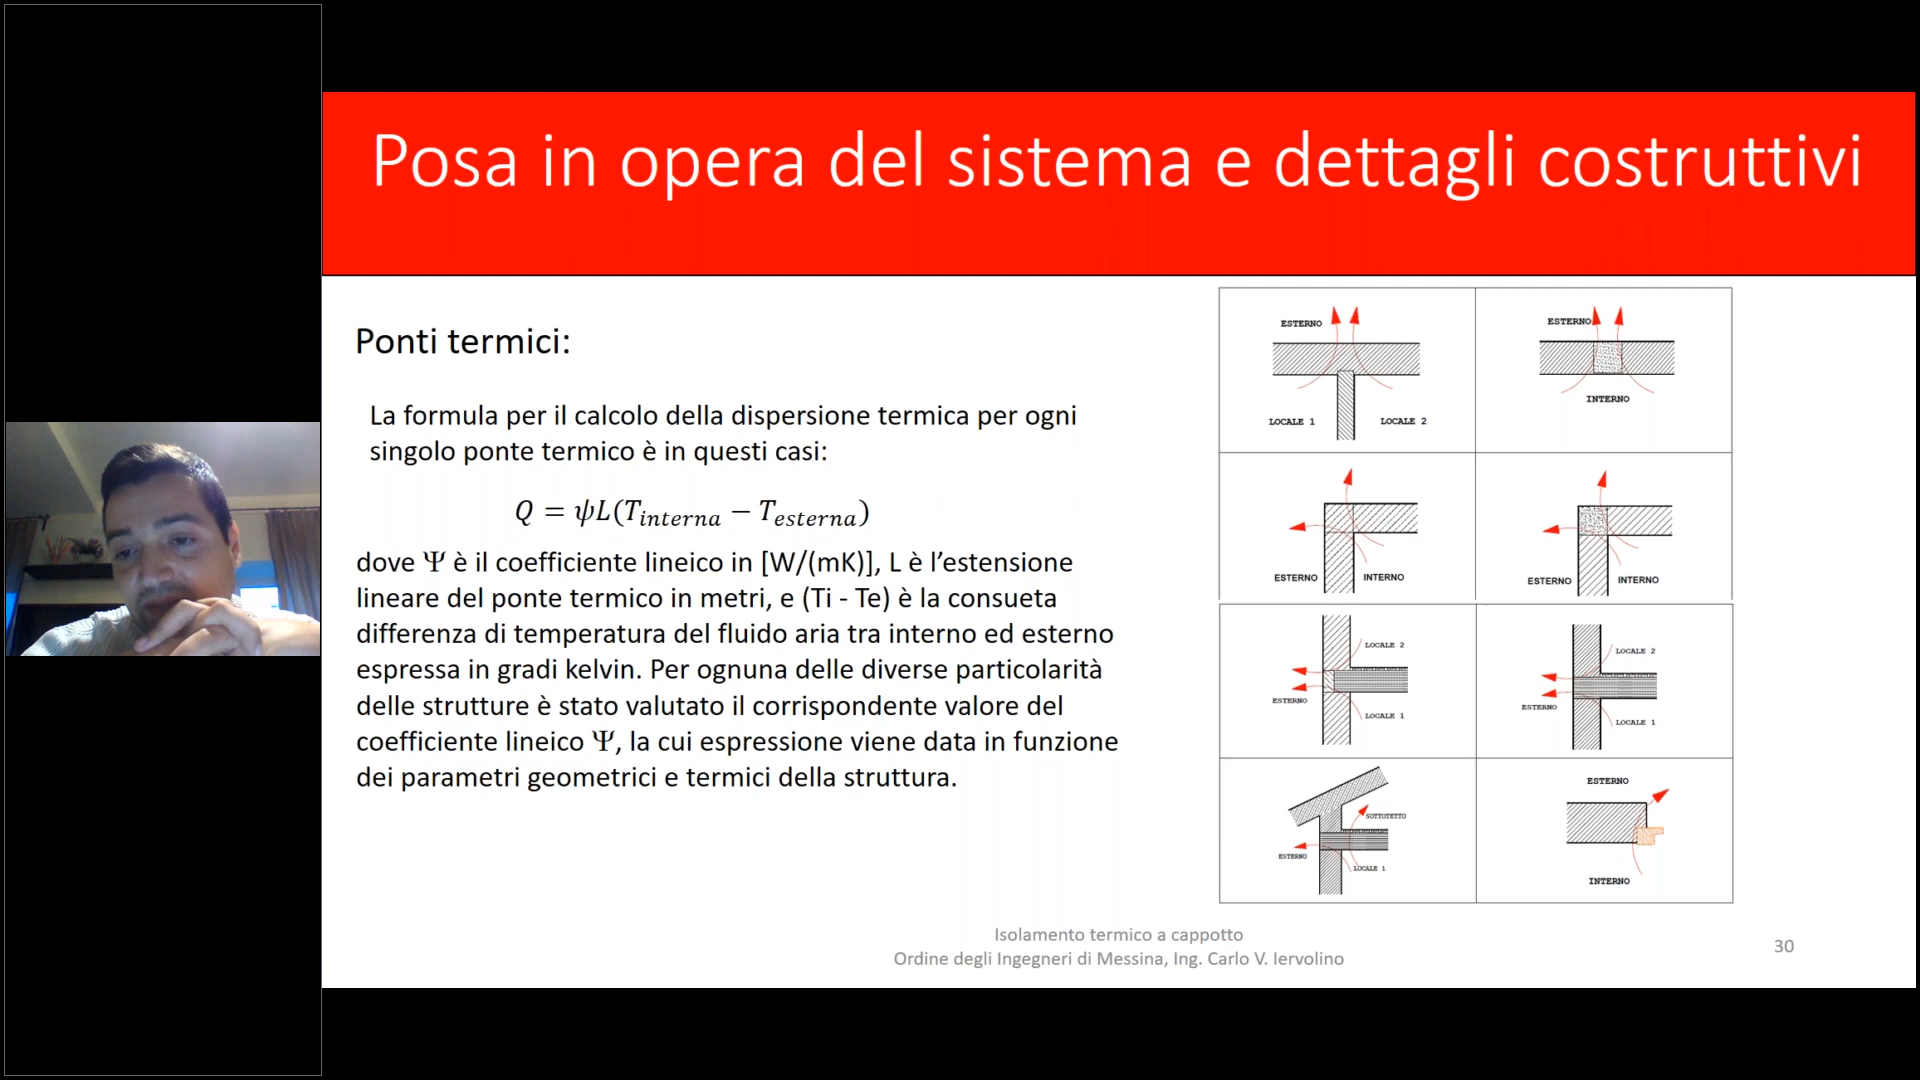 Posa in opera del sistema e dettagli costruttivi
Ponti termici:
La formula per il calcolo della dispersione termica per ogni
singolo ponte termico è in questi casi:
Q = ψL(Tinterna − Testerna)
dove Ψ è il coefficiente lineico in [W/(mK)], L è l’estensione
lineare del ponte termico in metri, e (Ti - Te) è la consueta
differenza di temperatura del fluido aria tra interno ed esterno
espressa in gradi kelvin. Per ognuna delle diverse particolarità
delle strutture è stato valutato il corrispondente valore del
coefficiente lineico Ψ, la cui espressione viene data in funzione
dei parametri geometrici e termici della struttura.
ESTERNO
LOCALE 1
LOCALE 2
ESTERNO
INTERNO
ESTERNO
INTERNO
ESTERNO
INTERNO
LOCALE 2
ESTERNO
LOCALE 1
LOCALE 2
ESTERNO
LOCALE 1
SOTTOTETTO
ESTERNO
LOCALE 1
ESTERNO
INTERNO
Isolamento termico a cappotto
Ordine degli Ingegneri di Messina, Ing. Carlo V. Iervolino
30